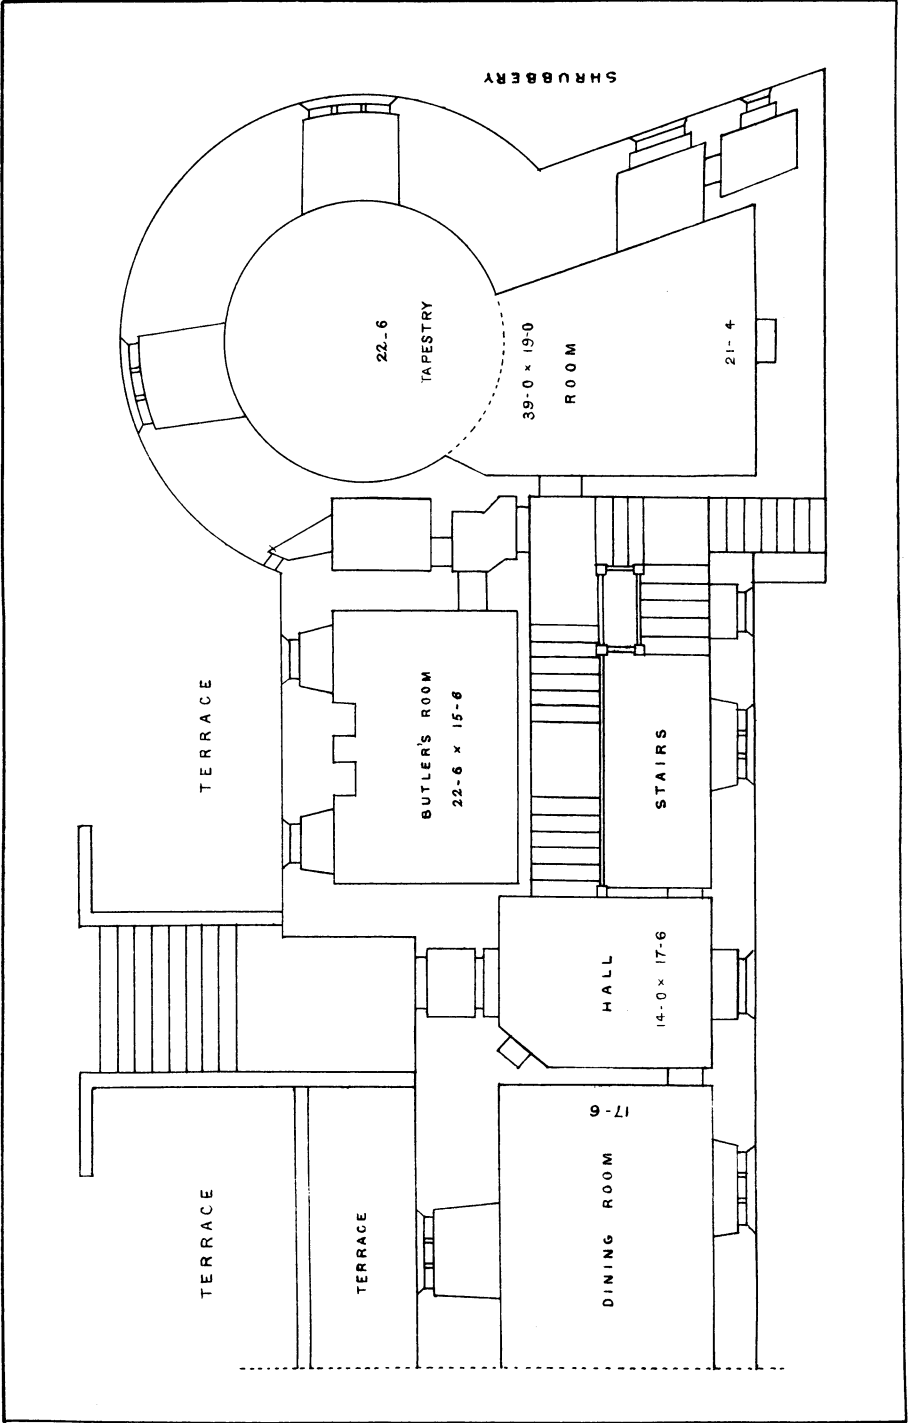 SHRUBBERY
22-6
TAPESTRY
39-0 × 19-0
ROOM
21-4
TERRACE
BUTLER'S ROOM
22-6 × 15-6
STAIRS
HALL
14-0 × 17-6
17-6
DINING ROOM
TERRACE
TERRACE